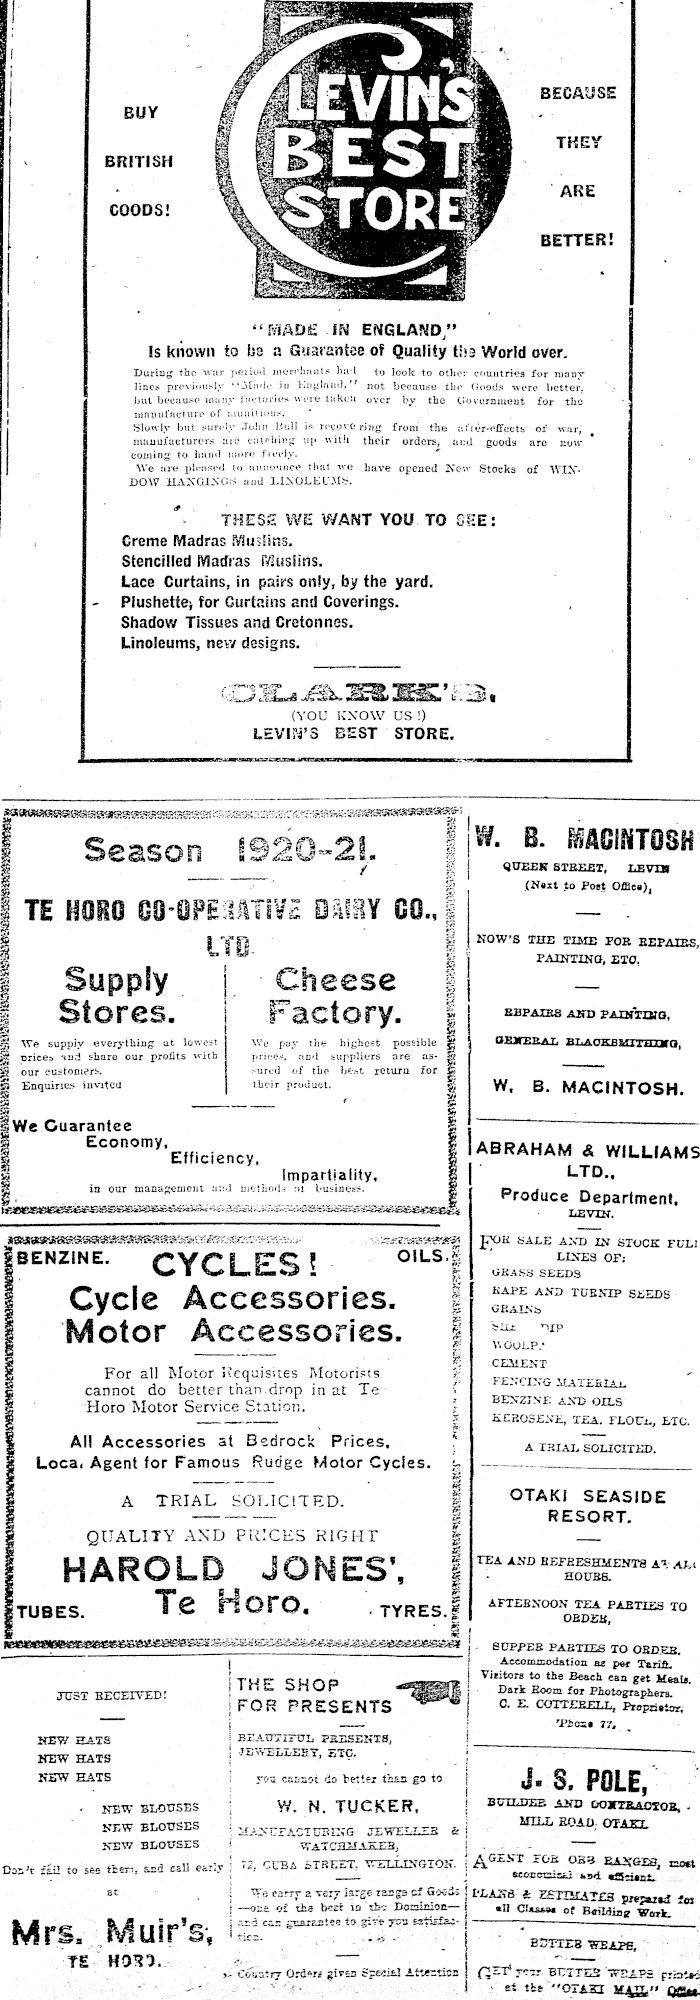 LEVIN'S
BEST
STORE
BUY
BRITISH
GOODS!
BECAUSE
THEY
ARE
BETTER!
"MADE IN ENGLAND,"
Is known to be a Guarantee of Quality the World over.
During the war period merchants had to look to other countries for many
lines previously "Made in England," not because the Goods were better,
but because many factories were taken over by the Government for the
manufacture of munitions.
Slowly but surely John Bull is recovering from the after-effects of war,
manufacturers are catching up with their orders, and goods are now
coming to hand more freely.
We are pleased to announce that we have opened New Stocks of WIN-
DOW HANGINGS and LINOLEUMS.
THESE WE WANT YOU TO SEE:
Creme Madras Muslins.
Stencilled Madras Muslins.
Lace Curtains, in pairs only, by the yard.
Plushette, for Curtains and Coverings.
Shadow Tissues and Cretonnes.
Linoleums, new designs.
CLARK'S,
(YOU KNOW US!)
LEVIN'S BEST STORE.
Season 1920-21.
TE HORO CO-OPERATIVE DAIRY CO.,
LTD.
Supply
Stores.
We supply everything at lowest
prices and share our profits with
our customers.
Enquiries invited
Cheese
Factory.
We pay the highest possible
prices, and suppliers are as-
sured of the best return for
their product.
We Guarantee
Economy,
Efficiency,
Impartiality,
in our management and methods of business.
BENZINE. CYCLES! OILS.
Cycle Accessories.
Motor Accessories.
For all Motor Requisites Motorists
cannot do better than drop in at Te
Horo Motor Service Station.
All Accessories at Bedrock Prices.
Local Agent for Famous Rudge Motor Cycles.
A TRIAL SOLICITED.
QUALITY AND PRICES RIGHT
HAROLD JONES',
TUBES. Te Horo. TYRES.
JUST RECEIVED!
NEW HATS
NEW HATS
NEW HATS
NEW BLOUSES
NEW BLOUSES
NEW BLOUSES
Don't fail to see them, and call early
at
Mrs. Muir's,
TE HORO.
THE SHOP
FOR PRESENTS
BEAUTIFUL PRESENTS,
JEWELLERY, ETC.
you cannot do better than go to
W. N. TUCKER,
MANUFACTURING JEWELLER &
WATCHMAKER,
72, CUBA STREET, WELLINGTON.
We carry a very large range of Goods
—one of the best in the Dominion—
and can guarantee to give you satisfac-
tion.
Country Orders given Special Attention
W. B. MACINTOSH
QUEEN STREET, LEVIN
(Next to Post Office),
NOW'S THE TIME FOR REPAIRS,
PAINTING, ETC.
REPAIRS AND PAINTING,
GENERAL BLACKSMITHING,
W. B. MACINTOSH.
ABRAHAM & WILLIAMS
LTD.,
Produce Department,
LEVIN.
FOR SALE AND IN STOCK FULL
LINES OF:
GRASS SEEDS
RAPE AND TURNIP SEEDS
GRAINS
DIP
CEMENT
FENCING MATERIAL
BENZINE AND OILS
KEROSENE, TEA, FLOUR, ETC.
A TRIAL SOLICITED.
OTAKI SEASIDE
RESORT.
TEA AND REFRESHMENTS AT ALL
HOURS.
AFTERNOON TEA PARTIES TO
ORDER,
SUPPER PARTIES TO ORDER.
Accommodation as per Tariff.
Visitors to the Beach can get Meals.
Dark Room for Photographers.
C. E. COTTERELL, Proprietor.
'Phone 77.
J. S. POLE,
BUILDER AND CONTRACTOR,
MILL ROAD, OTAKI.
AGENT FOR ORB RANGES, most
economical and efficient.
PLANS & ESTIMATES prepared for
all Classes of Building Work.
BUTTER WRAPS,
GET your BUTTER WRAPS printed
at the "OTAKI MAIL" Office